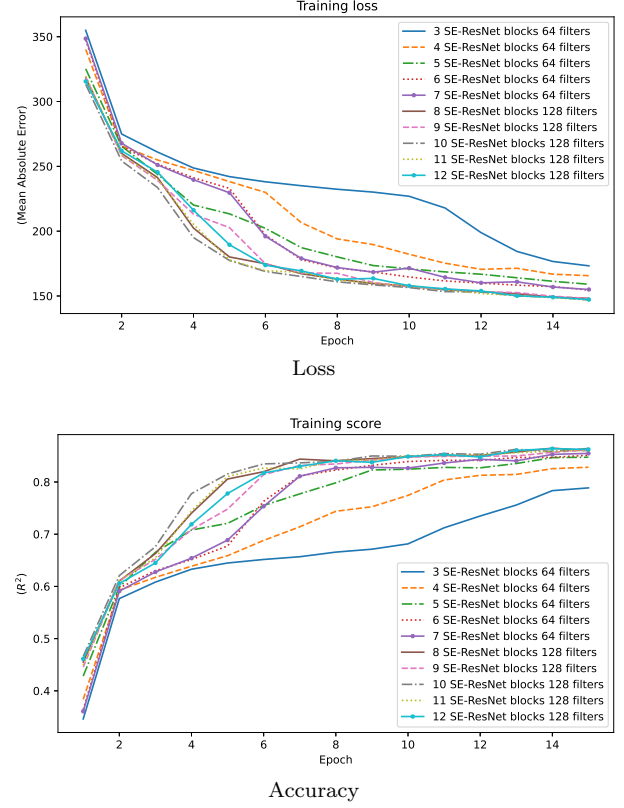 Training loss
(Mean Absolute Error)
350
300
250
200
150
3 SE-ResNet blocks 64 filters
4 SE-ResNet blocks 64 filters
5 SE-ResNet blocks 64 filters
6 SE-ResNet blocks 64 filters
7 SE-ResNet blocks 64 filters
8 SE-ResNet blocks 128 filters
9 SE-ResNet blocks 128 filters
10 SE-ResNet blocks 128 filters
11 SE-ResNet blocks 128 filters
12 SE-ResNet blocks 128 filters
2 4 6 8 10 12 14
Epoch
Loss
Training score
(R²)
0.8
0.7
0.6
0.5
0.4
3 SE-ResNet blocks 64 filters
4 SE-ResNet blocks 64 filters
5 SE-ResNet blocks 64 filters
6 SE-ResNet blocks 64 filters
7 SE-ResNet blocks 64 filters
8 SE-ResNet blocks 128 filters
9 SE-ResNet blocks 128 filters
10 SE-ResNet blocks 128 filters
11 SE-ResNet blocks 128 filters
12 SE-ResNet blocks 128 filters
2 4 6 8 10 12 14
Epoch
Accuracy